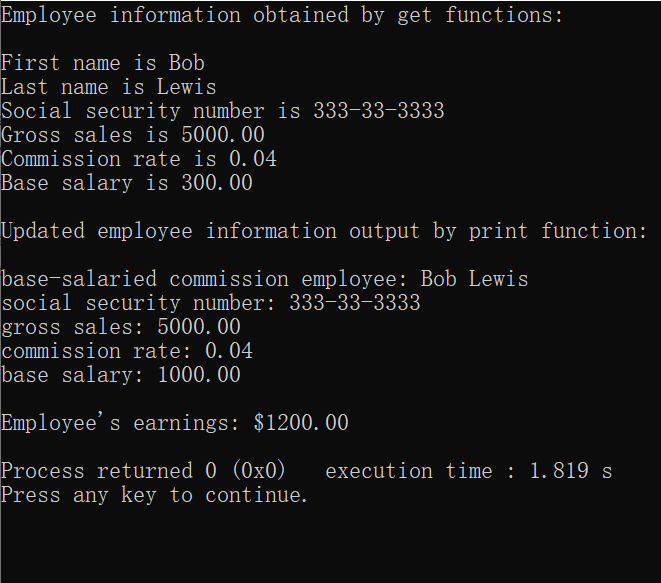 Employee information obtained by get functions:
First name is Bob
Last name is Lewis
Social security number is 333-33-3333
Gross sales is 5000.00
Commission rate is 0.04
Base salary is 300.00
Updated employee information output by print function:
base-salaried commission employee: Bob Lewis
social security number: 333-33-3333
gross sales: 5000.00
commission rate: 0.04
base salary: 1000.00
Employee's earnings: $1200.00
Process returned 0 (0x0)   execution time : 1.819 s
Press any key to continue.